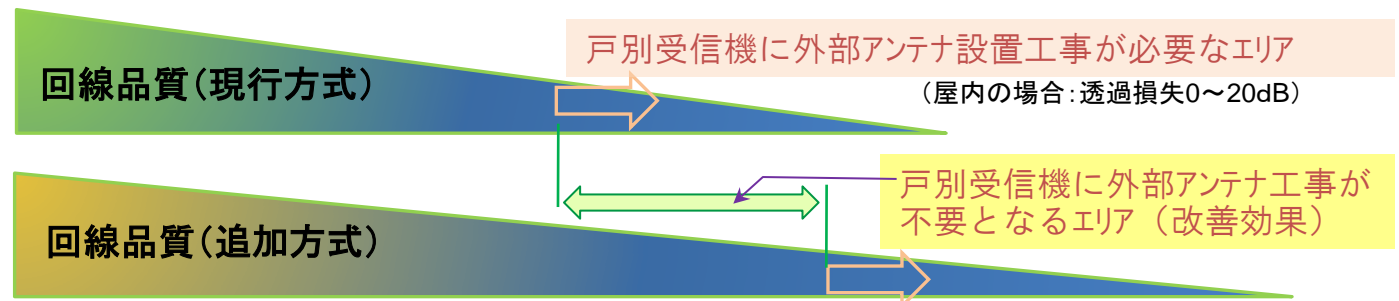 戸別受信機に外部アンテナ設置工事が必要なエリア
回線品質(現行方式)
(屋内の場合:透過損失0~20dB)
戸別受信機に外部アンテナ工事が
不要となるエリア(改善効果)
回線品質(追加方式)